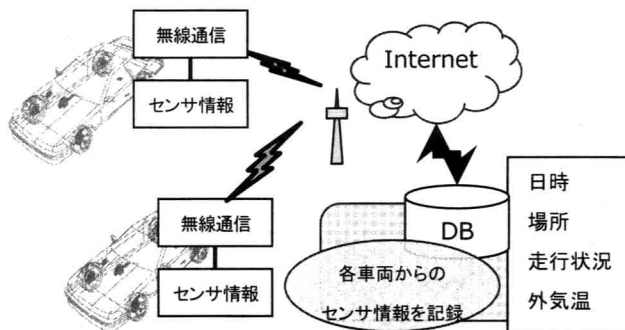 無線通信
センサ情報
Internet
無線通信
センサ情報
DB
各車両からの
センサ情報を記録
日時
場所
走行状況
外気温